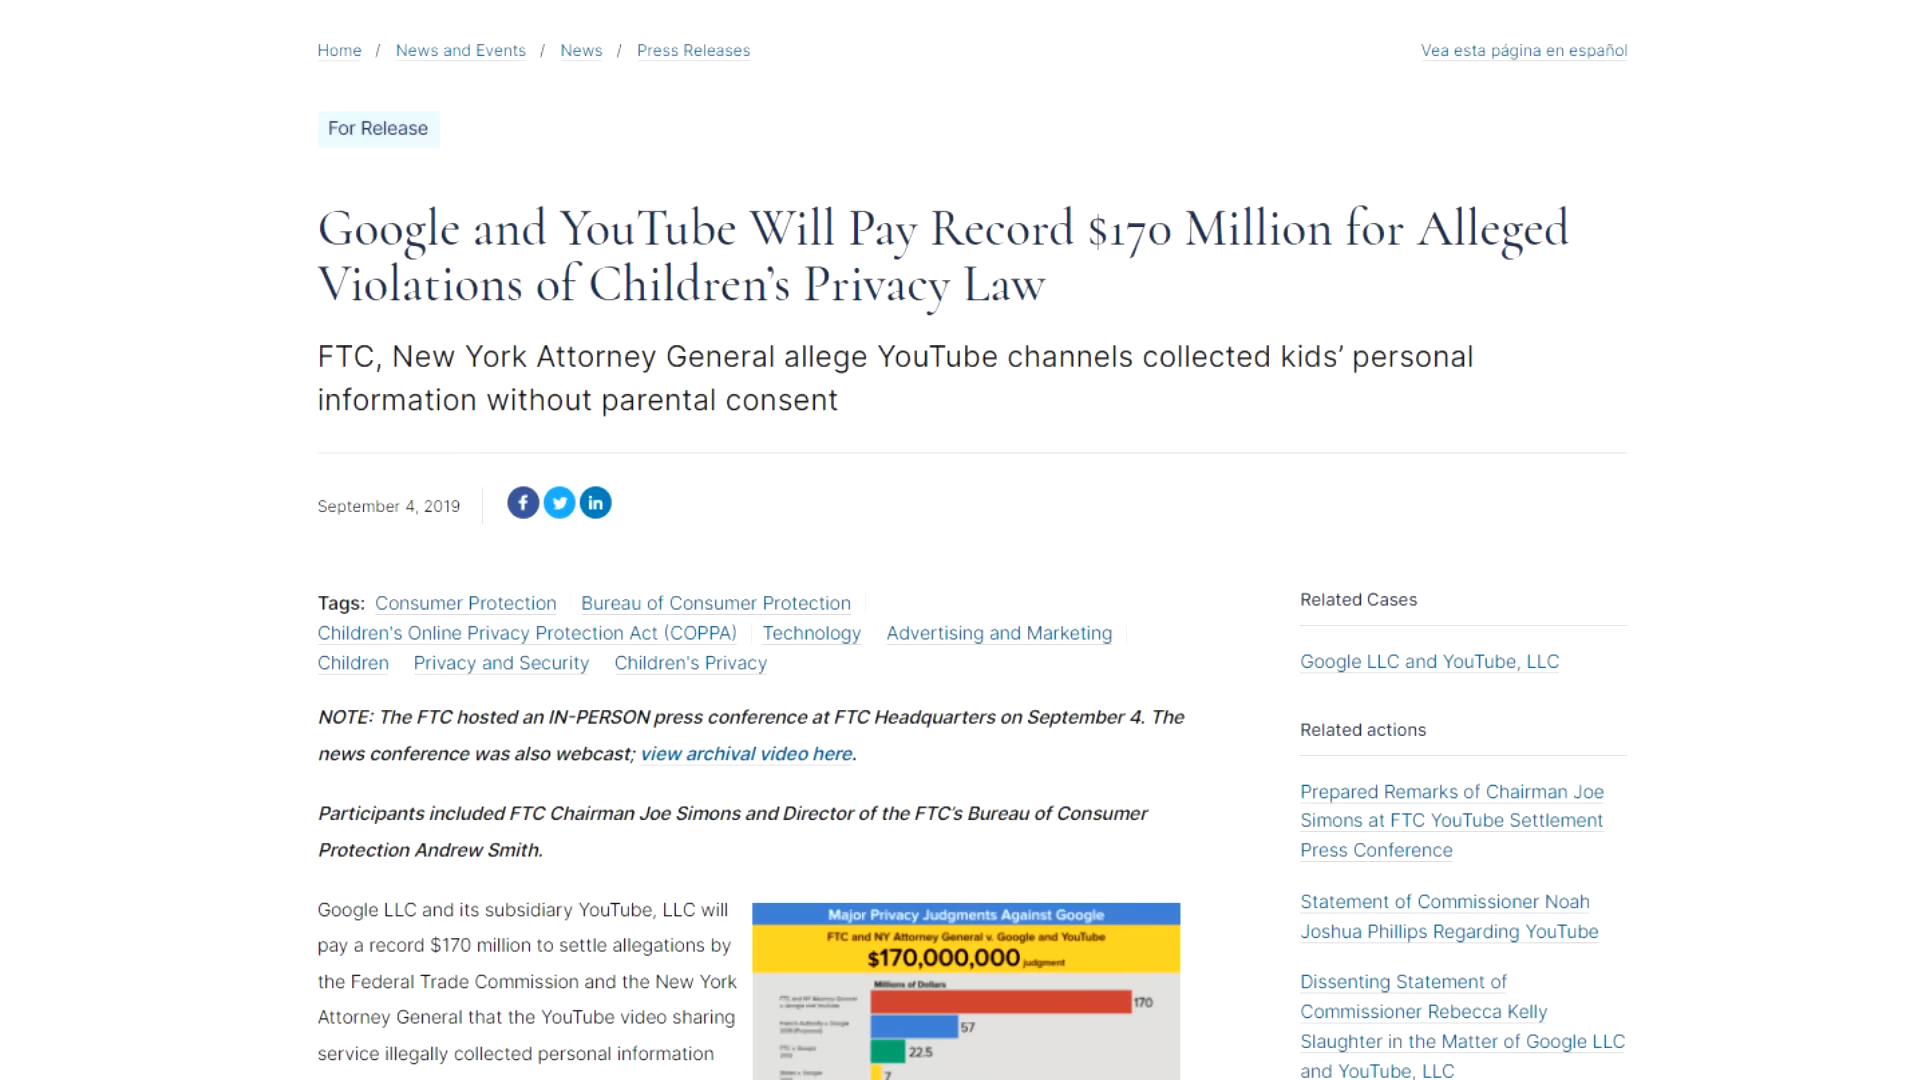 Home / News and Events / News / Press Releases
Vea esta página en español
For Release
Google and YouTube Will Pay Record $170 Million for Alleged
Violations of Children’s Privacy Law
FTC, New York Attorney General allege YouTube channels collected kids’ personal
information without parental consent
September 4, 2019
Tags: Consumer Protection Bureau of Consumer Protection
Children's Online Privacy Protection Act (COPPA) Technology Advertising and Marketing
Children Privacy and Security Children's Privacy
NOTE: The FTC hosted an IN-PERSON press conference at FTC Headquarters on September 4. The
news conference was also webcast; view archival video here.
Participants included FTC Chairman Joe Simons and Director of the FTC’s Bureau of Consumer
Protection Andrew Smith.
Google LLC and its subsidiary YouTube, LLC will
pay a record $170 million to settle allegations by
the Federal Trade Commission and the New York
Attorney General that the YouTube video sharing
service illegally collected personal information
Major Privacy Judgments Against Google
FTC and NY Attorney General v. Google and YouTube
$170,000,000 judgment
Millions of Dollars
FTC and NY Attorney General
v. Google and YouTube
170
57
22.5
7
Related Cases
Google LLC and YouTube, LLC
Related actions
Prepared Remarks of Chairman Joe
Simons at FTC YouTube Settlement
Press Conference
Statement of Commissioner Noah
Joshua Phillips Regarding YouTube
Dissenting Statement of
Commissioner Rebecca Kelly
Slaughter in the Matter of Google LLC
and YouTube, LLC